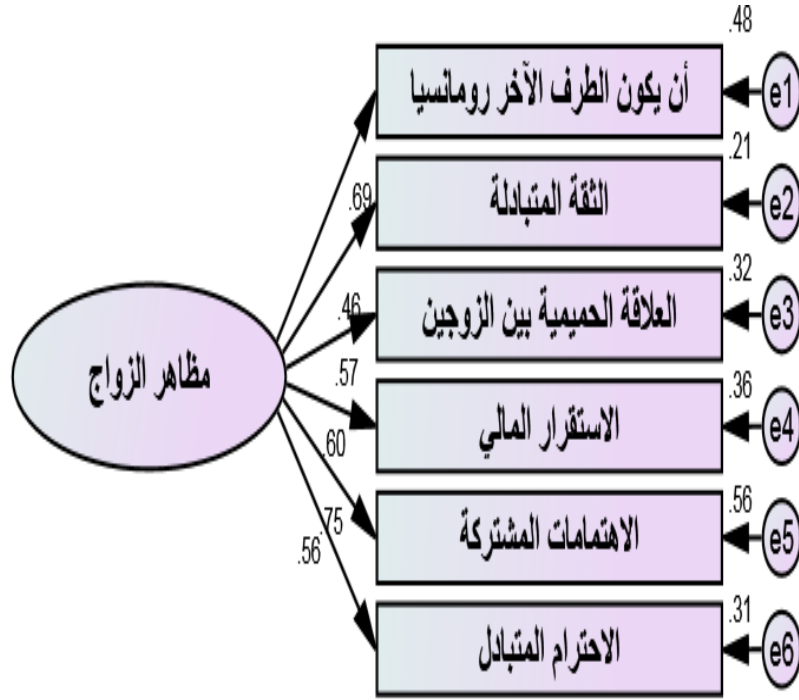 .48
أن يكون الطرف الآخر رومانسيا
e1
.69
.21
الثقة المتبادلة
e2
.46
.32
العلاقة الحميمية بين الزوجين
e3
مظاهر الزواج
.57
.36
الاستقرار المالي
e4
.60
.56
الاهتمامات المشتركة
e5
.75
.56
.31
الاحترام المتبادل
e6